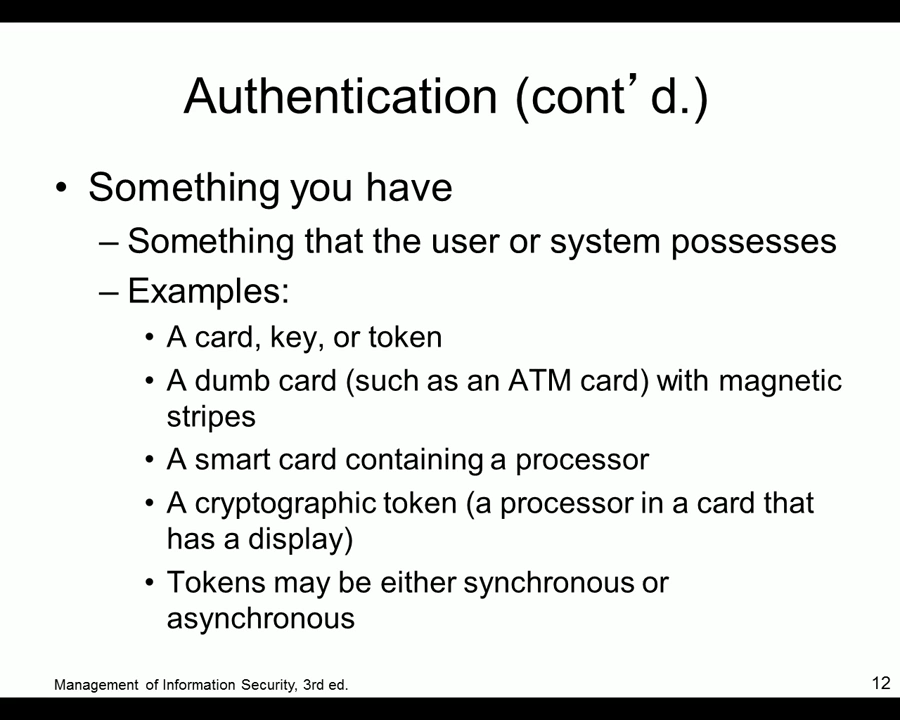 Authentication (cont’d.)
• Something you have
– Something that the user or system possesses
– Examples:
• A card, key, or token
• A dumb card (such as an ATM card) with magnetic
stripes
• A smart card containing a processor
• A cryptographic token (a processor in a card that
has a display)
• Tokens may be either synchronous or
asynchronous
Management of Information Security, 3rd ed.
12